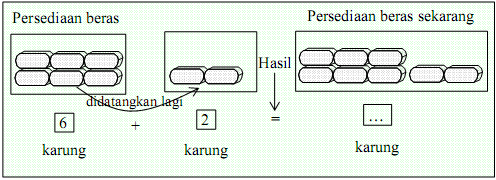 Persediaan beras
Persediaan beras sekarang
Hasil
didatangkan lagi
6 + 2 = ...
karung karung karung